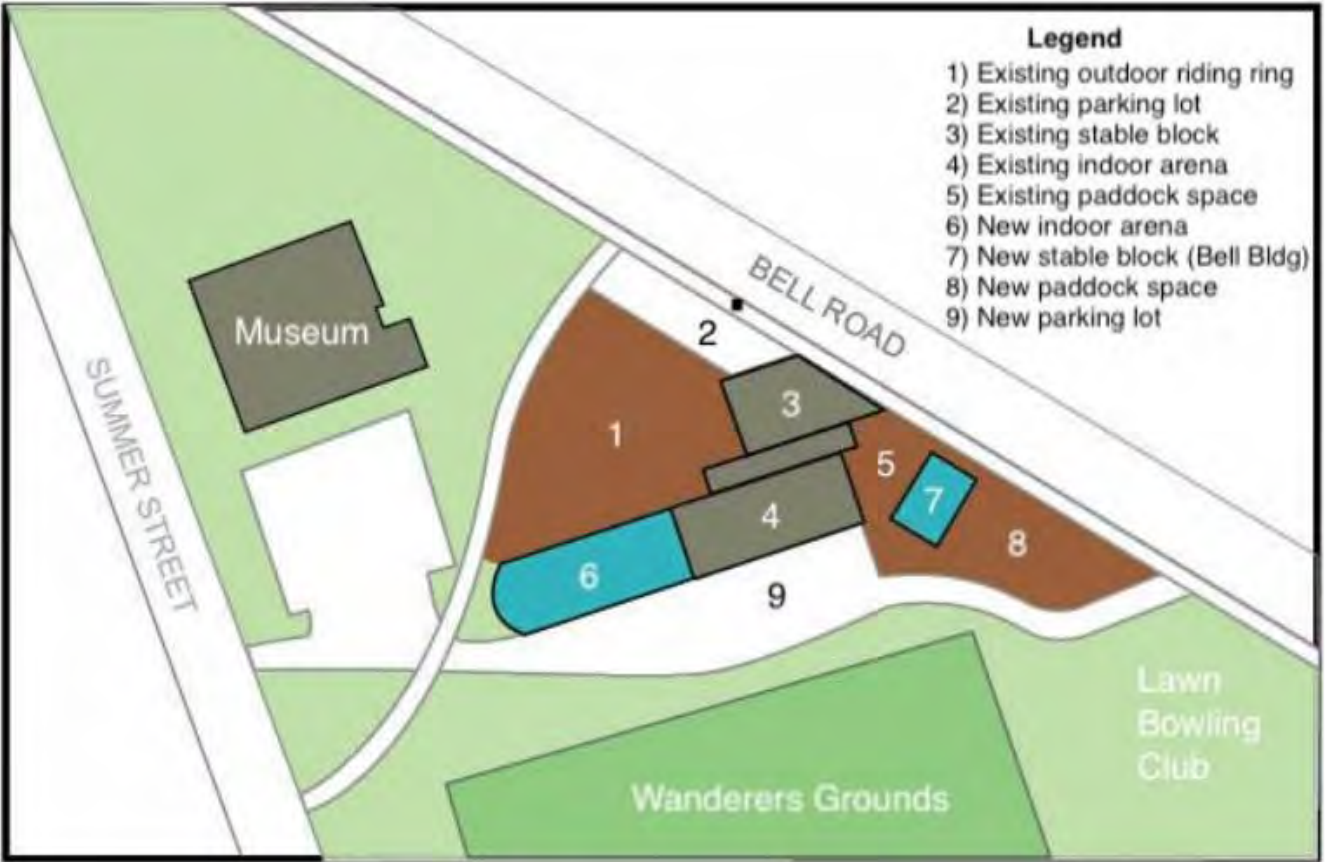 Legend
1) Existing outdoor riding ring
2) Existing parking lot
3) Existing stable block
4) Existing indoor arena
5) Existing paddock space
6) New indoor arena
7) New stable block (Bell Bldg)
8) New paddock space
9) New parking lot
BELL ROAD
2
Museum
3
SUMMER STREET
1
5
7
4
8
6
9
Lawn
Bowling
Club
Wanderers Grounds